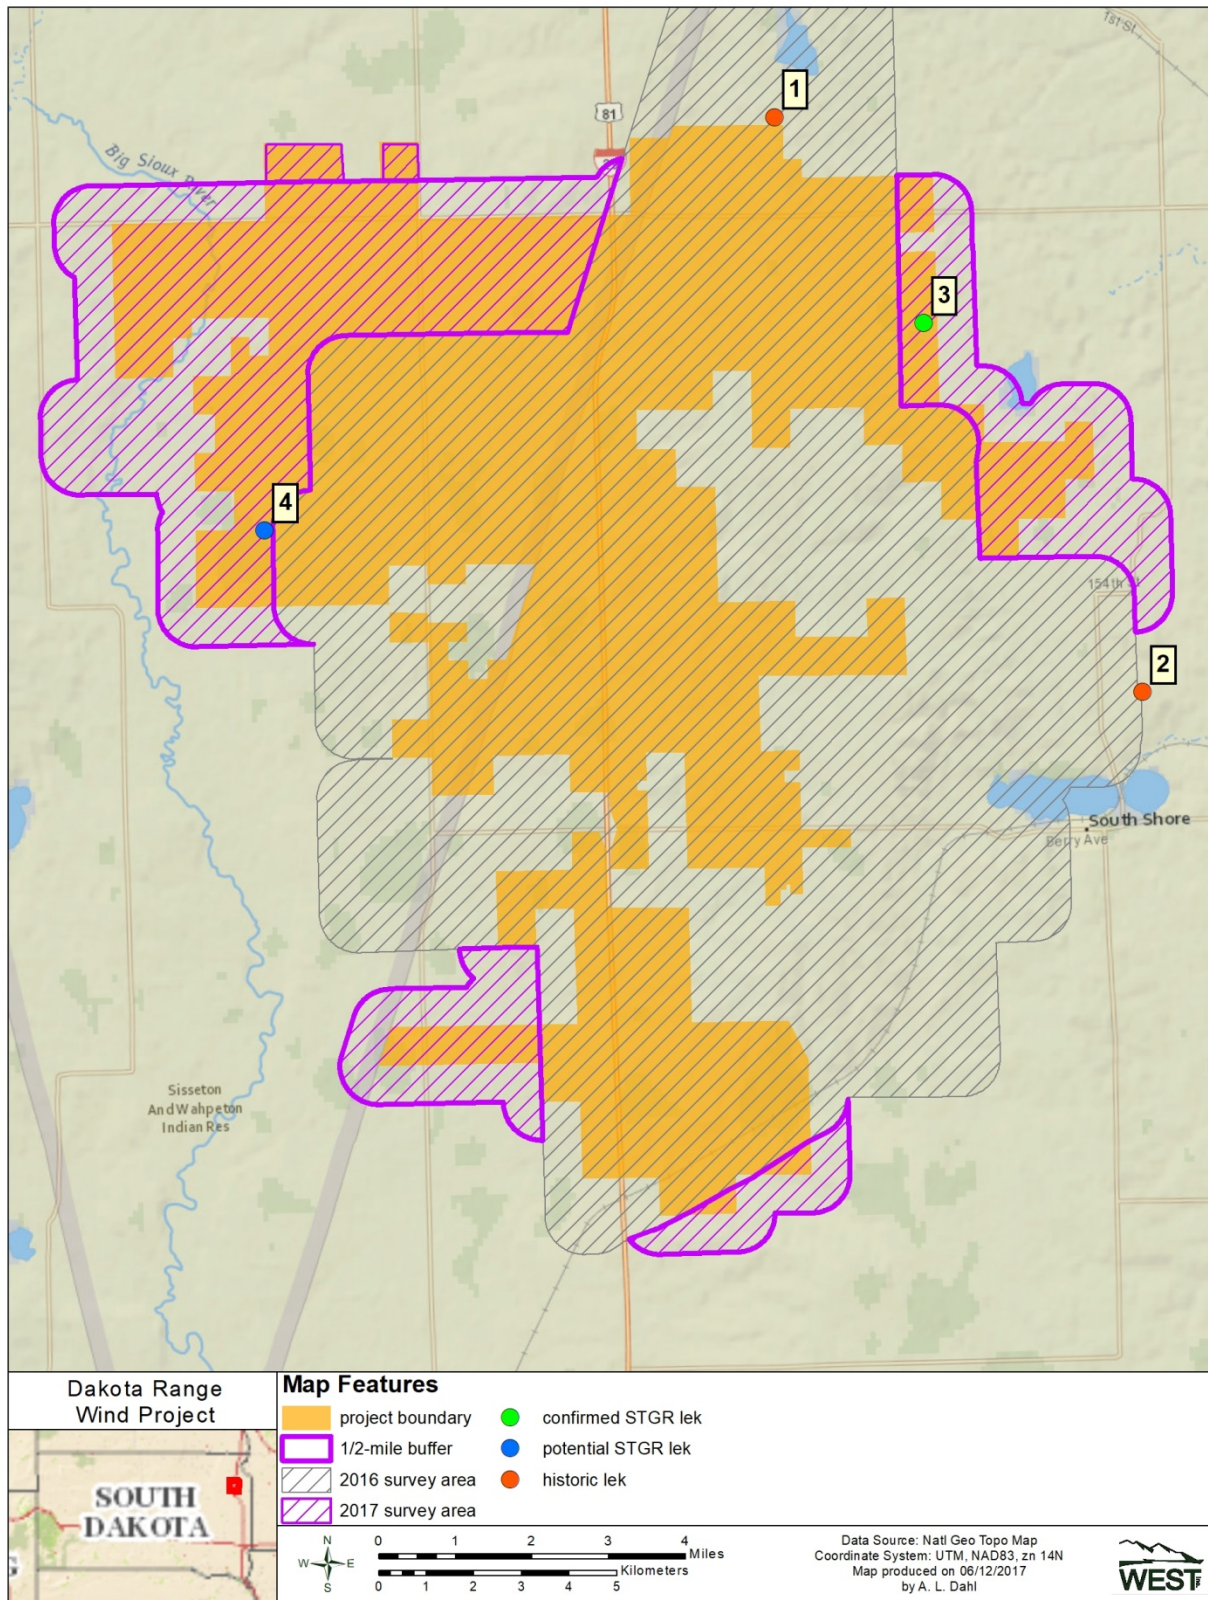 1st St
1
81
Big Sioux River
3
4
154th St
2
South Shore
Berry Ave
Sisseton
And Wahpeton
Indian Res
Dakota Range
Wind Project
SOUTH
DAKOTA
Map Features
project boundary
1/2-mile buffer
2016 survey area
2017 survey area
confirmed STGR lek
potential STGR lek
historic lek
N
W E
S
0 1 2 3 4
Miles
Kilometers
0 1 2 3 4 5
Data Source: Natl Geo Topo Map
Coordinate System: UTM, NAD83, zn 14N
Map produced on 06/12/2017
by A. L. Dahl
WEST